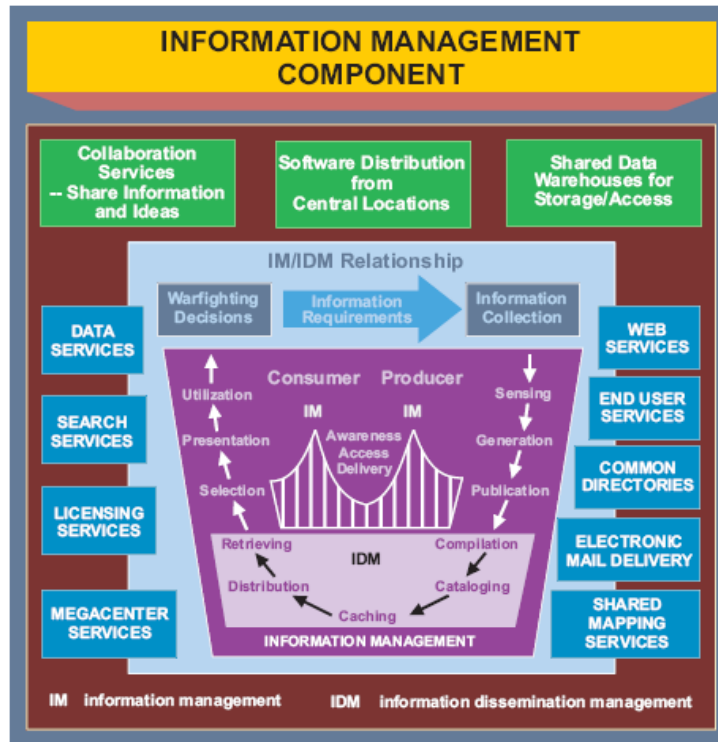 INFORMATION MANAGEMENT
COMPONENT
Collaboration
Services
-- Share Information
and Ideas
Software Distribution
from
Central Locations
Shared Data
Warehouses for
Storage/Access
IM/IDM Relationship
Warfighting
Decisions
Information
Requirements
Information
Collection
DATA
SERVICES
SEARCH
SERVICES
LICENSING
SERVICES
MEGACENTER
SERVICES
Consumer
Producer
IM
IM
Awareness
Access
Delivery
Utilization
Presentation
Selection
Retrieving
Distribution
Caching
Sensing
Generation
Publication
Compilation
Cataloging
IDM
INFORMATION MANAGEMENT
WEB
SERVICES
END USER
SERVICES
COMMON
DIRECTORIES
ELECTRONIC
MAIL DELIVERY
SHARED
MAPPING
SERVICES
IM information management
IDM information dissemination management